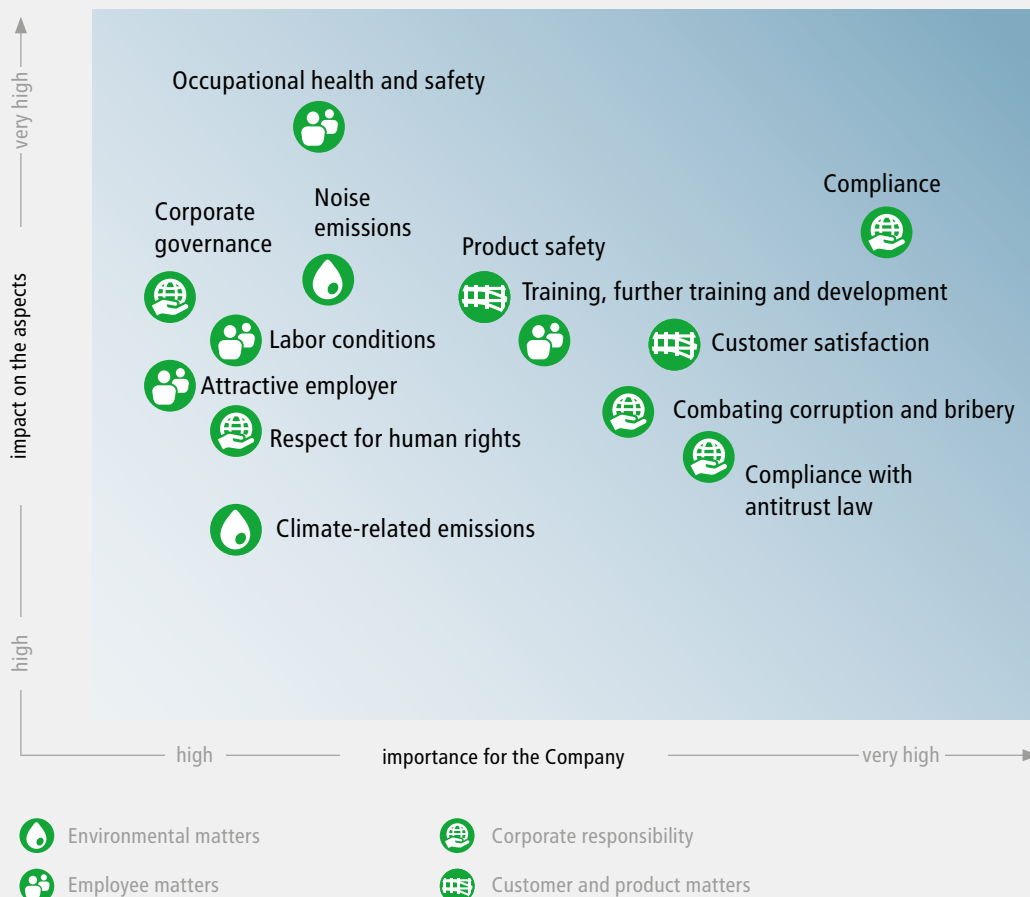 very high
impact on the aspects
high
Occupational health and safety
Compliance
Noise
emissions
Corporate
governance
Product safety
Training, further training and development
Labor conditions
Customer satisfaction
Attractive employer
Combating corruption and bribery
Respect for human rights
Compliance with
antitrust law
Climate-related emissions
high
importance for the Company
very high
Environmental matters
Corporate responsibility
Employee matters
Customer and product matters